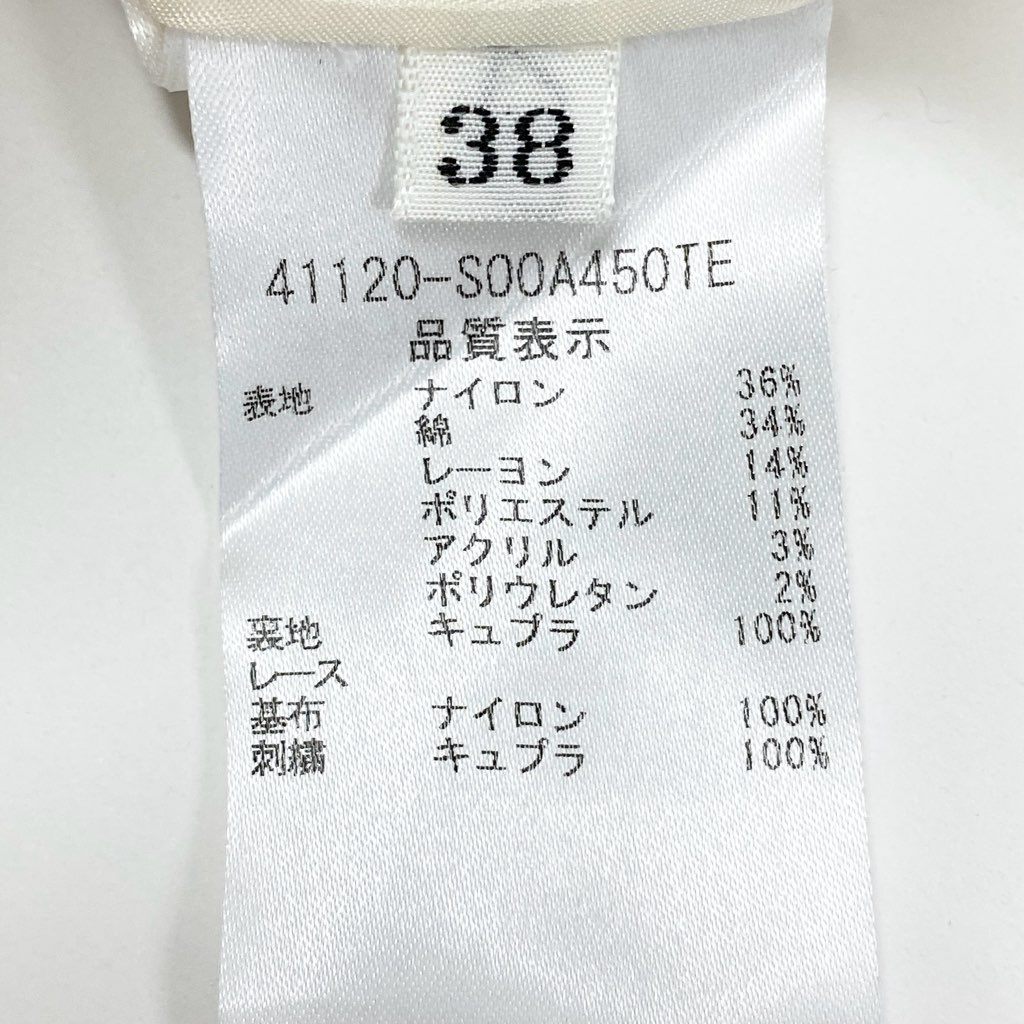 38
41120-S00A450TE
品質表示
表地 ナイロン 36%
綿 34%
レーヨン 14%
ポリエステル 11%
アクリル 3%
ポリウレタン 2%
裏地 キュプラ 100%
レース
基布 ナイロン 100%
刺繍 キュプラ 100%